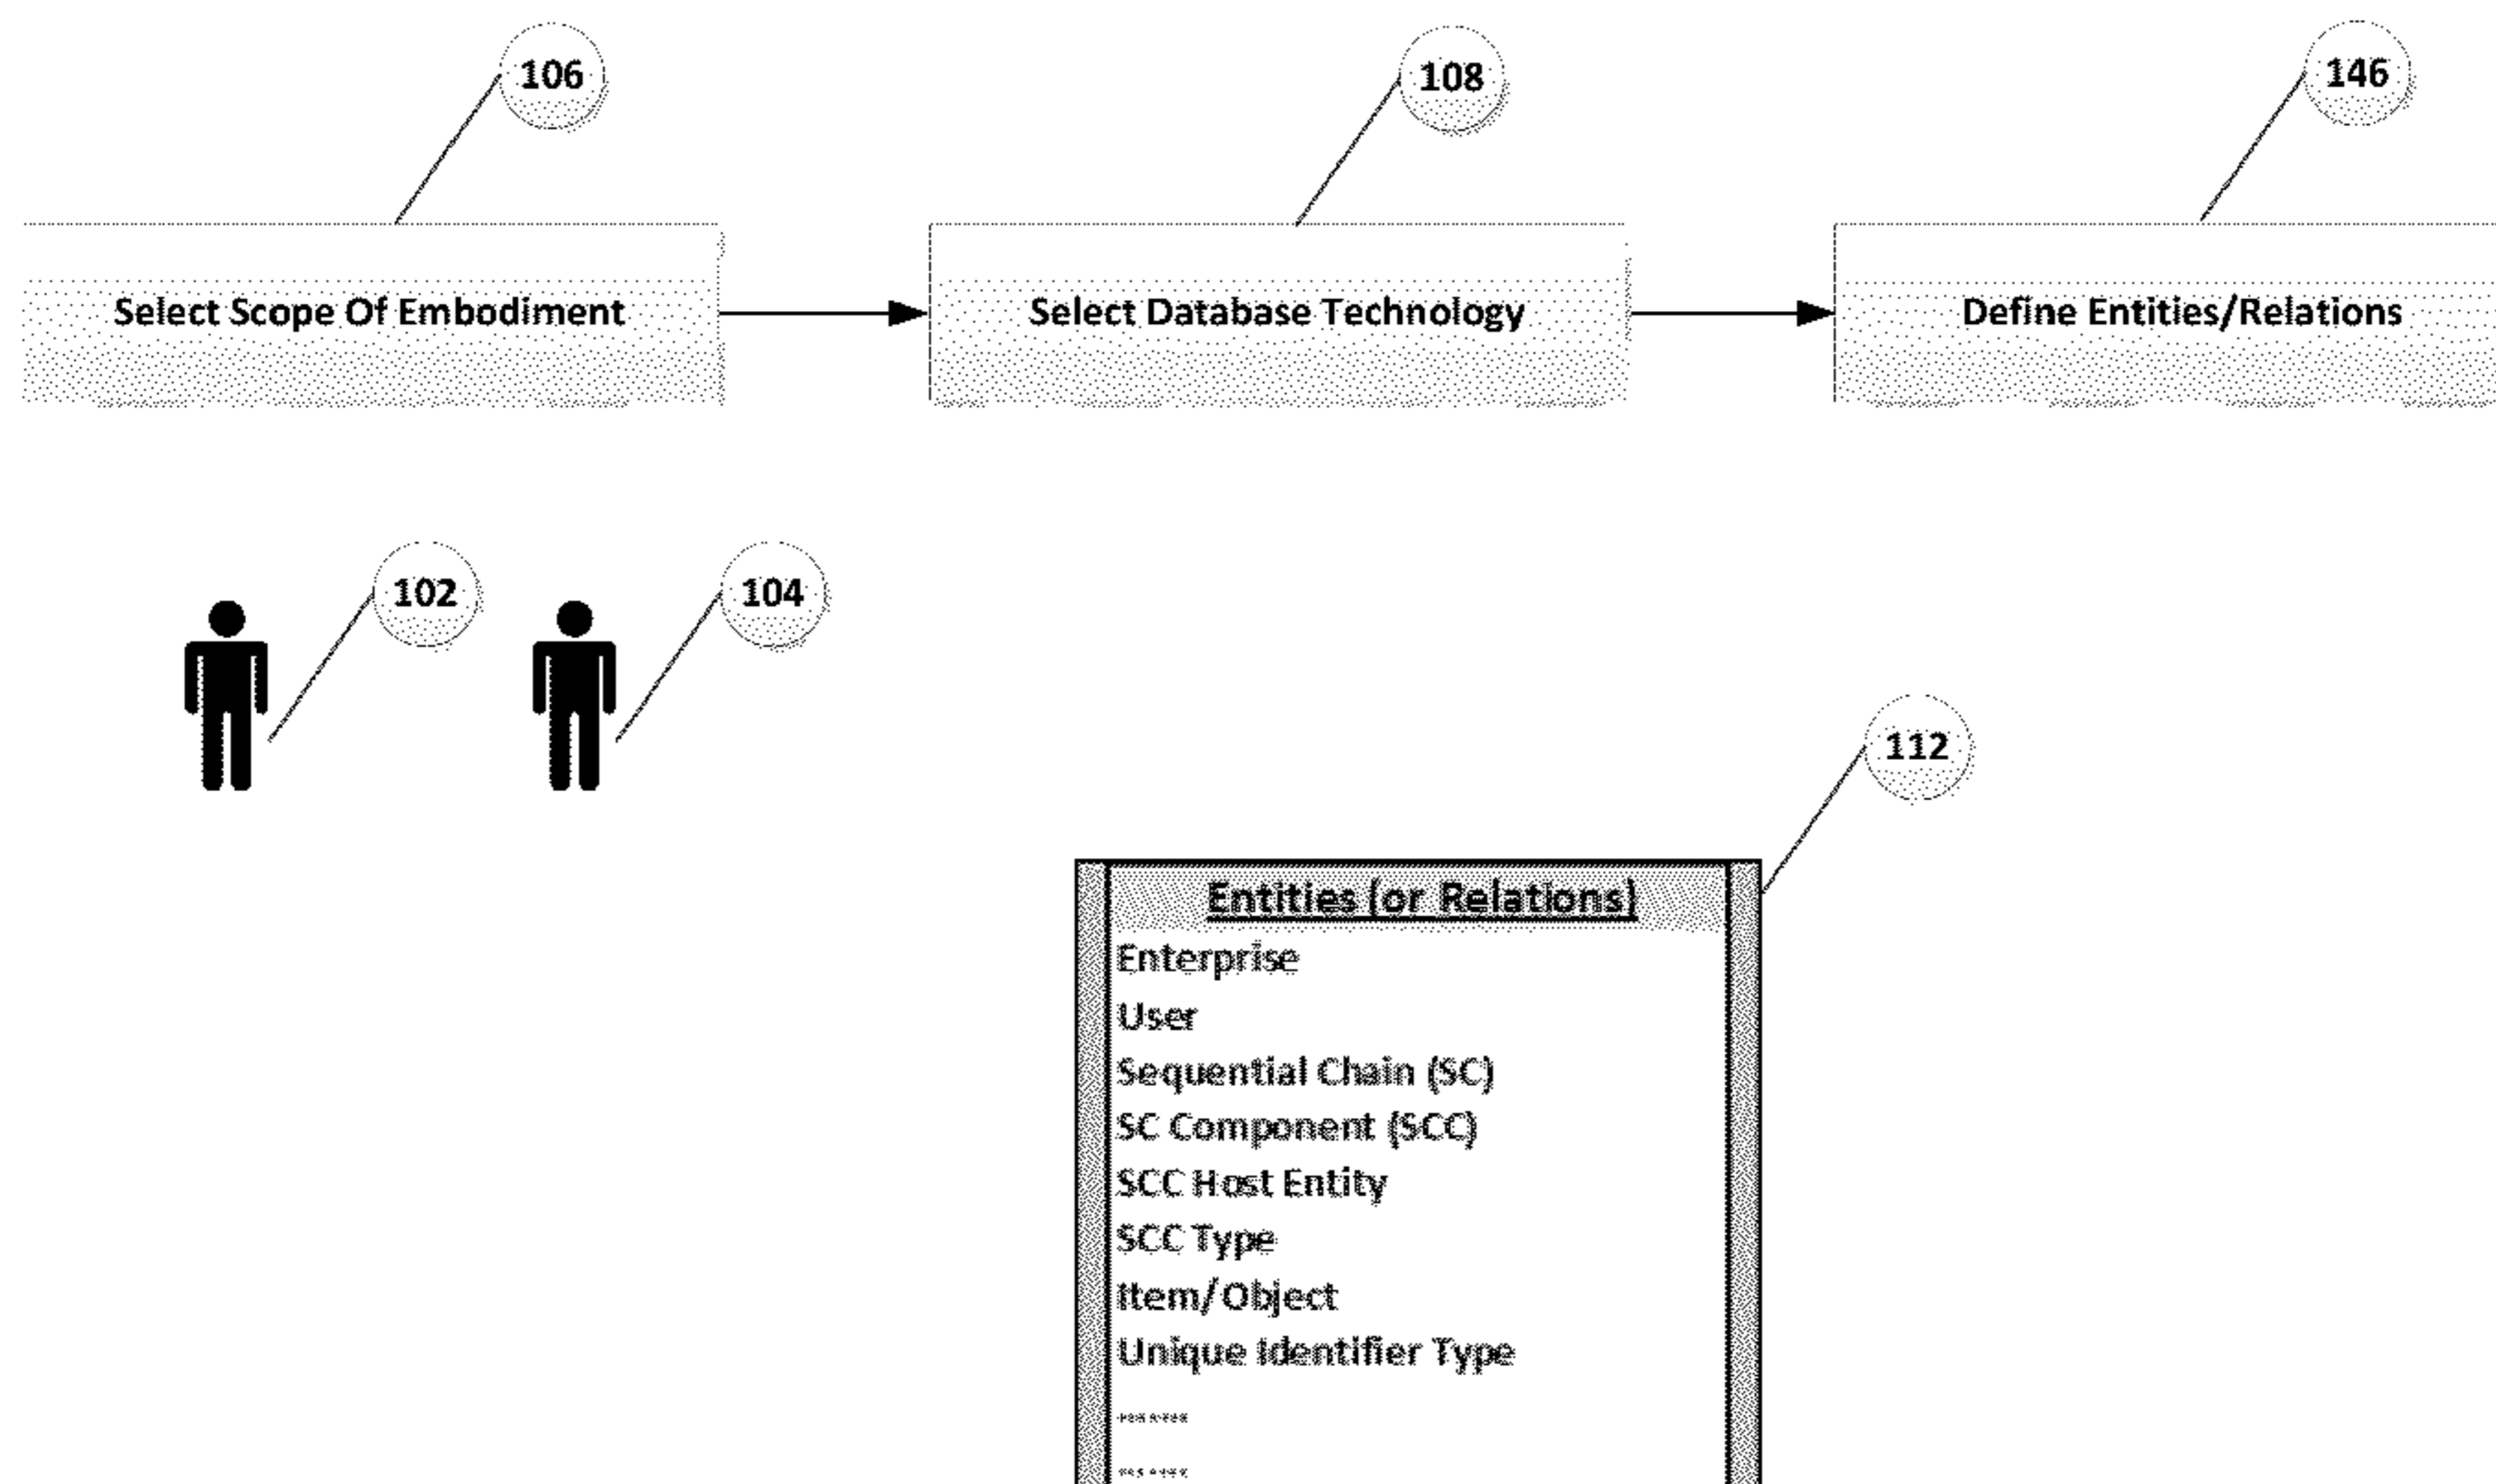 106
108
146
Select Scope Of Embodiment
Select Database Technology
Define Entities/Relations
102
104
112
Entities (or Relations)
Enterprise
User
Sequential Chain (SC)
SC Component (SCC)
SCC Host Entity
SCC Type
Item/Object
Unique Identifier Type
.......
.......